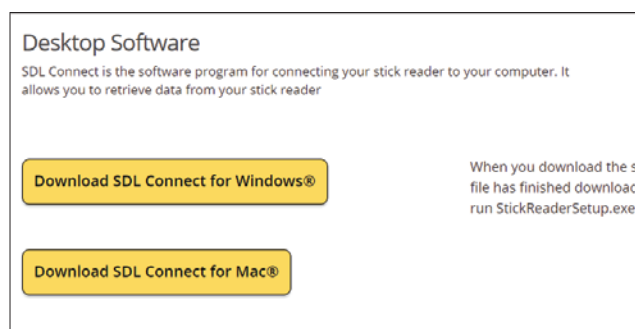 Desktop Software
SDL Connect is the software program for connecting your stick reader to your computer. It
allows you to retrieve data from your stick reader
Download SDL Connect for Windows®
When you download the s
file has finished downloac
run StickReaderSetup.exe
Download SDL Connect for Mac®